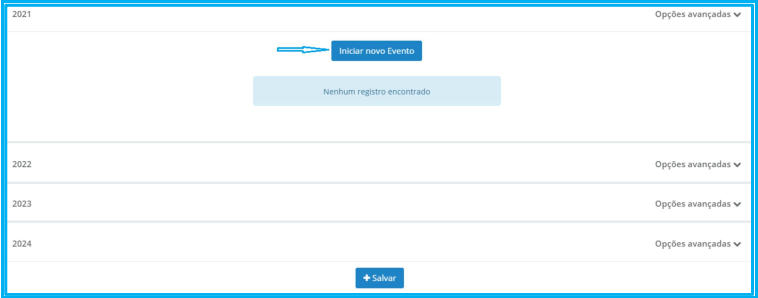 2021 Opções avançadas
Iniciar novo Evento
Nenhum registro encontrado
2022 Opções avançadas
2023 Opções avançadas
2024 Opções avançadas
+ Salvar